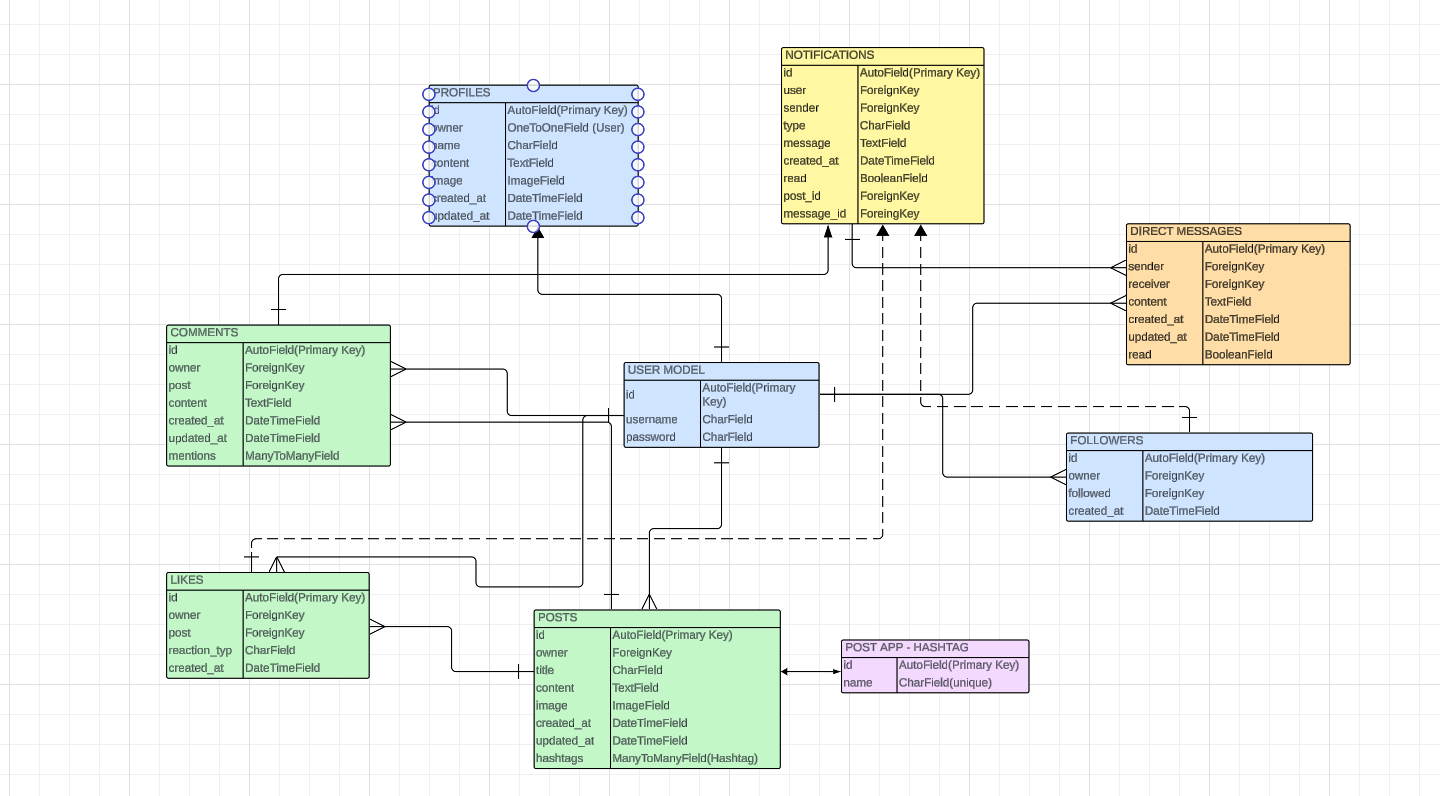 NOTIFICATIONS
id AutoField(Primary Key)
user ForeignKey
sender ForeignKey
type CharField
message TextField
created_at DateTimeField
read BooleanField
post_id ForeignKey
message_id ForeingKey
PROFILES
id AutoField(Primary Key)
owner OneToOneField (User)
name CharField
content TextField
image ImageField
created_at DateTimeField
updated_at DateTimeField
DIRECT MESSAGES
id AutoField(Primary Key)
sender ForeignKey
receiver ForeignKey
content TextField
created_at DateTimeField
updated_at DateTimeField
read BooleanField
COMMENTS
id AutoField(Primary Key)
owner ForeignKey
post ForeignKey
content TextField
created_at DateTimeField
updated_at DateTimeField
mentions ManyToManyField
USER MODEL
id AutoField(Primary
Key)
username CharField
password CharField
FOLLOWERS
id AutoField(Primary Key)
owner ForeignKey
followed ForeignKey
created_at DateTimeField
LIKES
id AutoField(Primary Key)
owner ForeignKey
post ForeignKey
reaction_typ CharField
created_at DateTimeField
POSTS
id AutoField(Primary Key)
owner ForeignKey
title CharField
content TextField
image ImageField
created_at DateTimeField
updated_at DateTimeField
hashtags ManyToManyField(Hashtag)
POST APP - HASHTAG
id AutoField(Primary Key)
name CharField(unique)